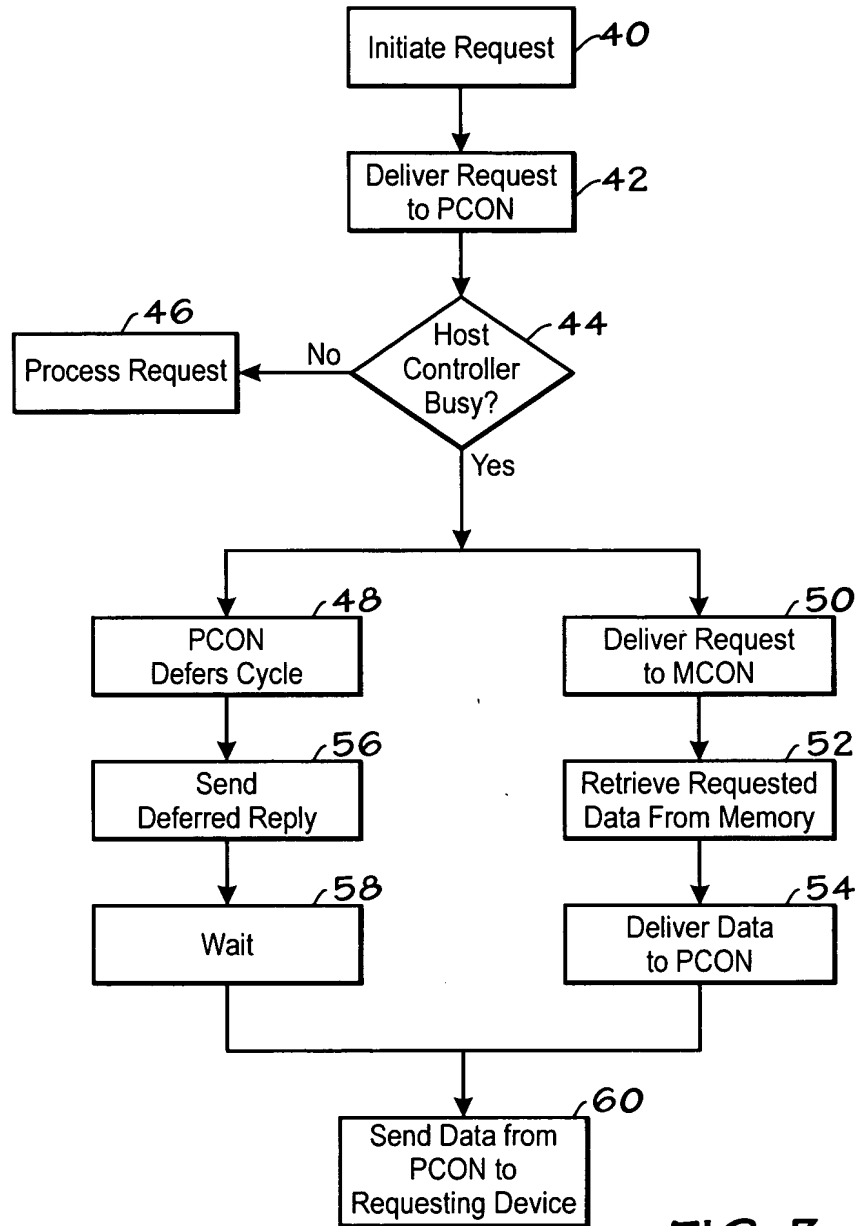 Initiate Request
40
Deliver Request
to PCON
42
Host
Controller
Busy?
44
No
46
Process Request
Yes
48
PCON
Defers Cycle
50
Deliver Request
to MCON
56
Send
Deferred Reply
52
Retrieve Requested
Data From Memory
58
Wait
54
Deliver Data
to PCON
60
Send Data from
PCON to
Requesting Device